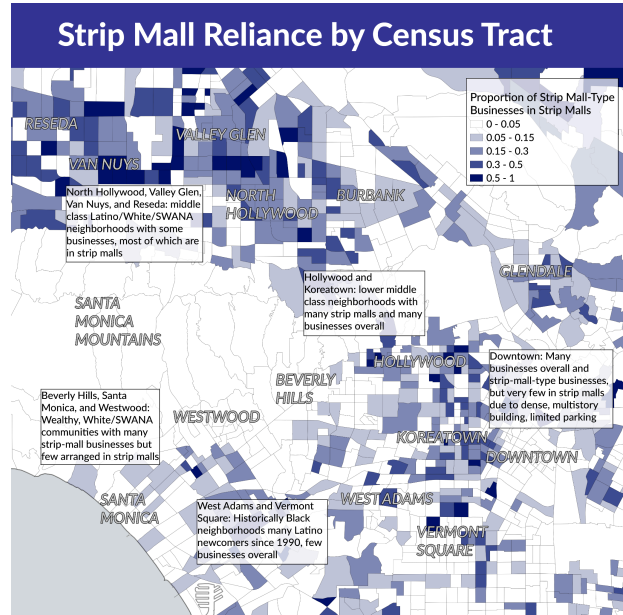 Strip Mall Reliance by Census Tract
Proportion of Strip Mall-Type
Businesses in Strip Malls
0 - 0.05
0.05 - 0.15
0.15 - 0.3
0.3 - 0.5
0.5 - 1
RESEDA
VALLEY GLEN
VAN NUYS
North Hollywood, Valley Glen,
Van Nuys, and Reseda: middle
class Latino/White/SWANA
neighborhoods with some
businesses, most of which are
in strip malls
NORTH
HOLLYWOOD
BURBANK
GLENDALE
Hollywood and
Koreatown: lower middle
class neighborhoods with
many strip malls and many
businesses overall
SANTA
MONICA
MOUNTAINS
HOLLYWOOD
Downtown: Many
businesses overall and
strip-mall-type businesses,
but very few in strip malls
due to dense, multistory
building, limited parking
BEVERLY
HILLS
Beverly Hills, Santa
Monica, and Westwood:
Wealthy, White/SWANA
communities with many
strip-mall businesses but
few arranged in strip malls
WESTWOOD
KOREATOWN
DOWNTOWN
SANTA
MONICA
West Adams and Vermont
Square: Historically Black
neighborhoods many Latino
newcomers since 1990, few
businesses overall
WEST ADAMS
VERMONT
SQUARE